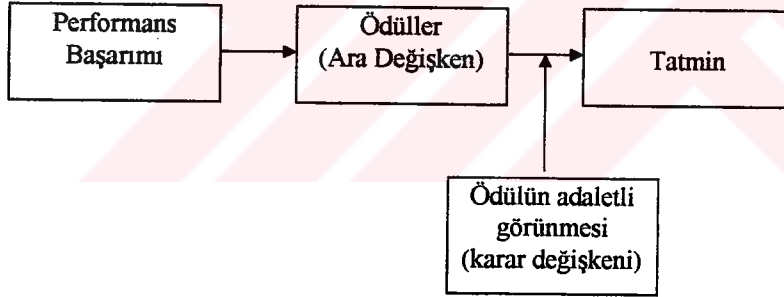 Performans
Başarımı
Ödüller
(Ara Değişken)
Tatmin
Ödülün adaletli
görünmesi
(karar değişkeni)